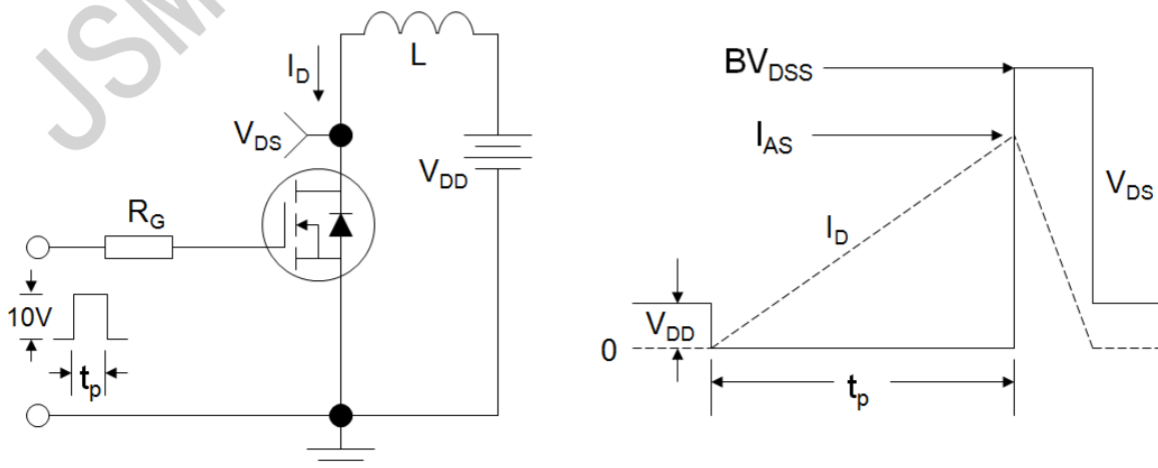 JSM
L
I_D
V_DS
V_DD
R_G
10V
t_p
BV_DSS
I_AS
V_DS
I_D
V_DD
0
t_p